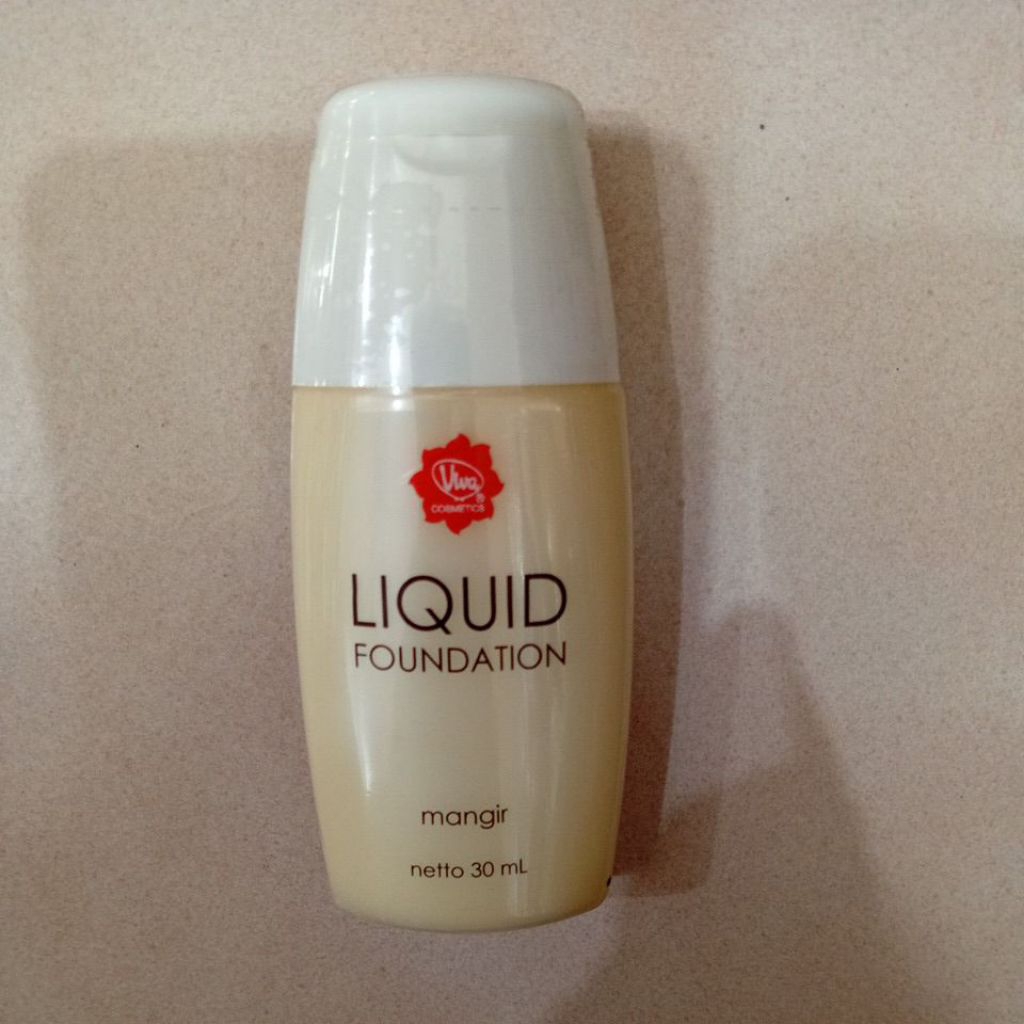 Viva®
COSMETICS
LIQUID
FOUNDATION
mangir
netto 30 mL